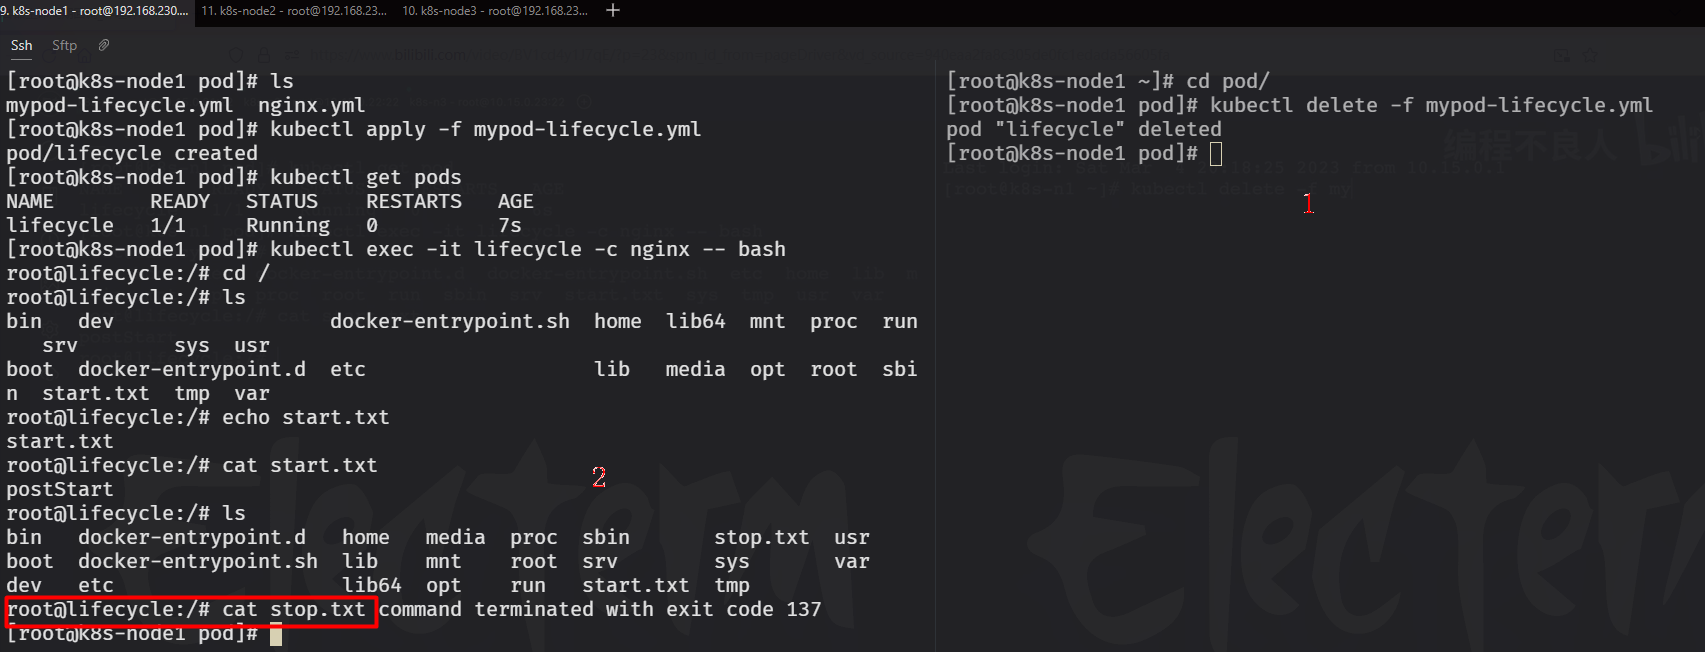 9. k8s-node1 - root@192.168.230....
11. k8s-node2 - root@192.168.23...
10. k8s-node3 - root@192.168.23...
Ssh
Sftp
[root@k8s-node1 pod]# ls
mypod-lifecycle.yml  nginx.yml
[root@k8s-node1 pod]# kubectl apply -f mypod-lifecycle.yml
pod/lifecycle created
[root@k8s-node1 pod]# kubectl get pods
NAME        READY   STATUS    RESTARTS   AGE
lifecycle   1/1     Running   0          7s
[root@k8s-node1 pod]# kubectl exec -it lifecycle -c nginx -- bash
root@lifecycle:/# cd /
root@lifecycle:/# ls
bin   dev                  docker-entrypoint.sh  home  lib64  mnt  proc  run
   srv        sys  usr
boot  docker-entrypoint.d  etc                   lib   media  opt  root  sbi
n  start.txt  tmp  var
root@lifecycle:/# echo start.txt
start.txt
root@lifecycle:/# cat start.txt
postStart
root@lifecycle:/# ls
bin   docker-entrypoint.d   home   media  proc  sbin       stop.txt  usr
boot  docker-entrypoint.sh  lib    mnt    root  srv        sys       var
dev   etc                   lib64  opt    run   start.txt  tmp
root@lifecycle:/# cat stop.txt command terminated with exit code 137
[root@k8s-node1 pod]#
2
[root@k8s-node1 ~]# cd pod/
[root@k8s-node1 pod]# kubectl delete -f mypod-lifecycle.yml
pod "lifecycle" deleted
[root@k8s-node1 pod]#
编程不良人 bili
1
Electerm
Electer